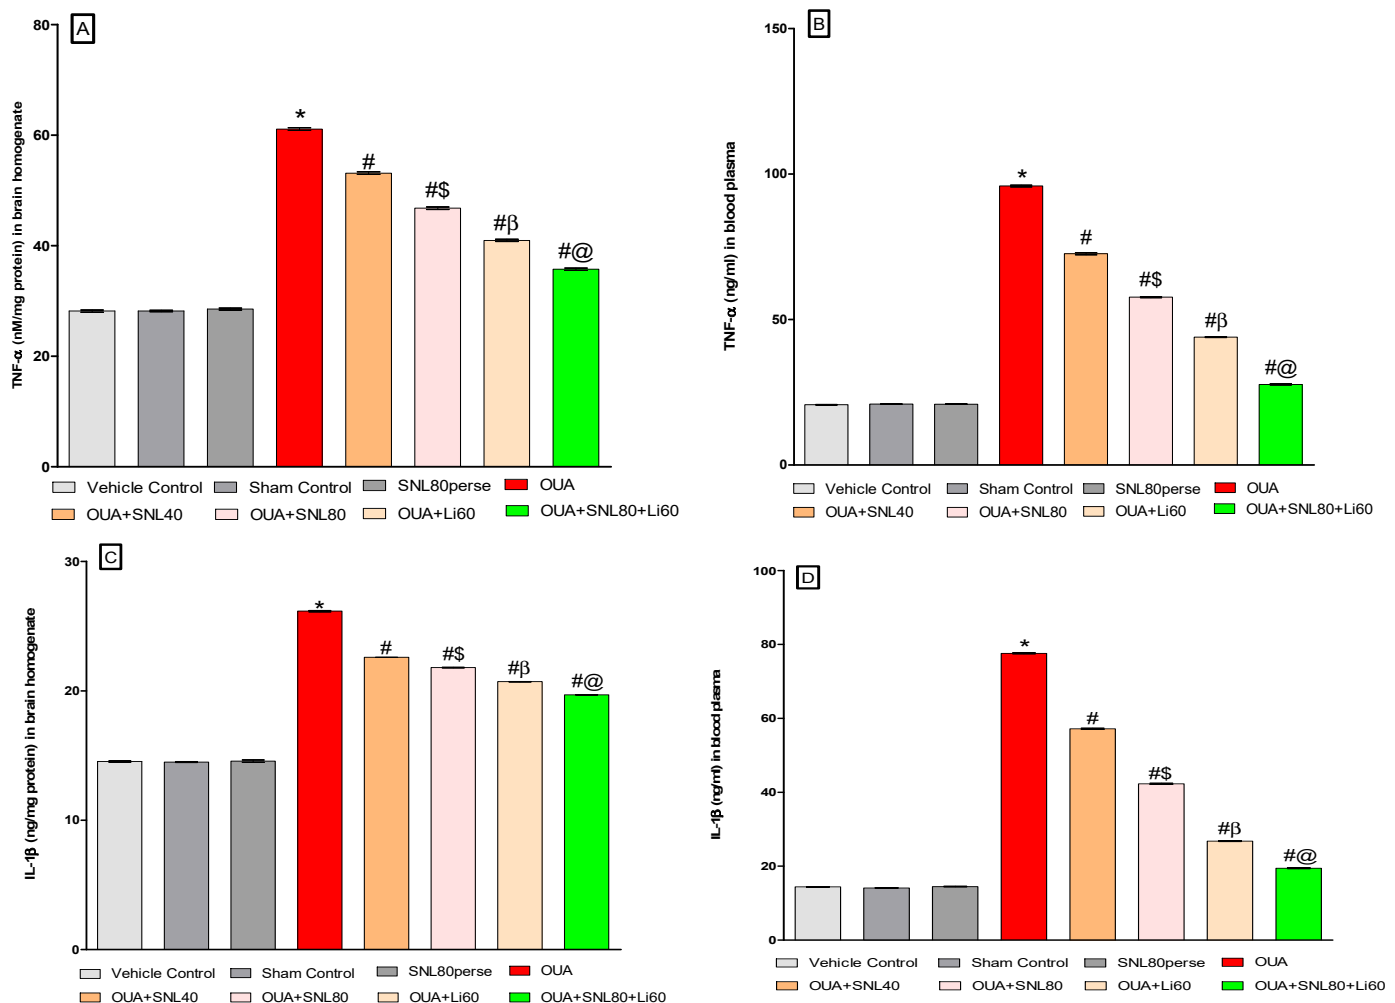 A
80
60
40
20
0
TNF-α (nM/mg protein) in brain homogenate
*
#
#$
#β
#@
Vehicle Control Sham Control SNL80perse OUA
OUA+SNL40 OUA+SNL80 OUA+Li60 OUA+SNL80+Li60
B
150
100
50
0
TNF-α (ng/ml) in blood plasma
*
#
#$
#β
#@
Vehicle Control Sham Control SNL80perse OUA
OUA+SNL40 OUA+SNL80 OUA+Li60 OUA+SNL80+Li60
C
30
20
10
0
IL-1β (ng/mg protein) in brain homogenate
*
#
#$
#β
#@
Vehicle Control Sham Control SNL80perse OUA
OUA+SNL40 OUA+SNL80 OUA+Li60 OUA+SNL80+Li60
D
100
80
60
40
20
0
IL-1β (ng/ml) in blood plasma
*
#
#$
#β
#@
Vehicle Control Sham Control SNL80perse OUA
OUA+SNL40 OUA+SNL80 OUA+Li60 OUA+SNL80+Li60